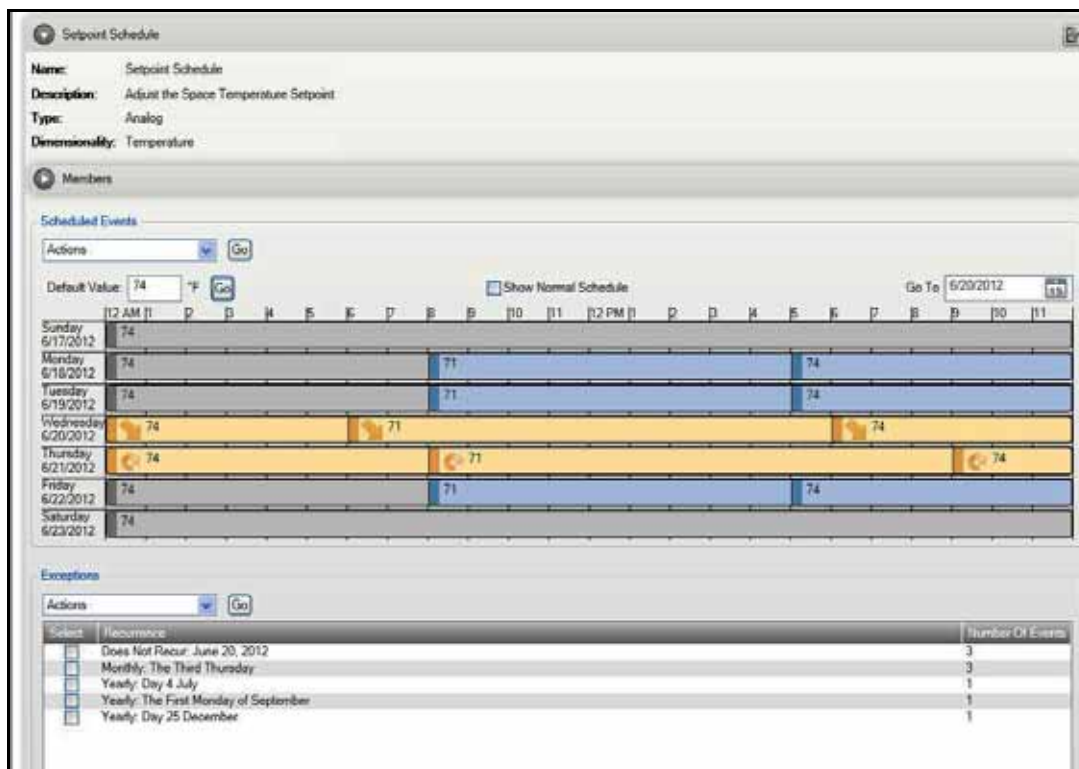 Setpoint Schedule
Name: Setpoint Schedule
Description: Adjust the Space Temperature Setpoint
Type: Analog
Dimensionality: Temperature
Members
Scheduled Events
Actions Go
Default Value: 74 °F Go Show Normal Schedule Go To 6/20/2012
12 AM 1 2 3 4 5 6 7 8 9 10 11 12 PM 1 2 3 4 5 6 7 8 9 10 11
Sunday 74
6/17/2012
Monday 74 71 74
6/18/2012
Tuesday 74 71 74
6/19/2012
Wednesday 74 71 74
6/20/2012
Thursday 74 71 74
6/21/2012
Friday 74 71 74
6/22/2012
Saturday 74
6/23/2012
Exceptions
Actions Go
Select Recurrence Number Of Events
Does Not Recur: June 20, 2012 3
Monthly: The Third Thursday 3
Yearly: Day 4 July 1
Yearly: The First Monday of September 1
Yearly: Day 25 December 1